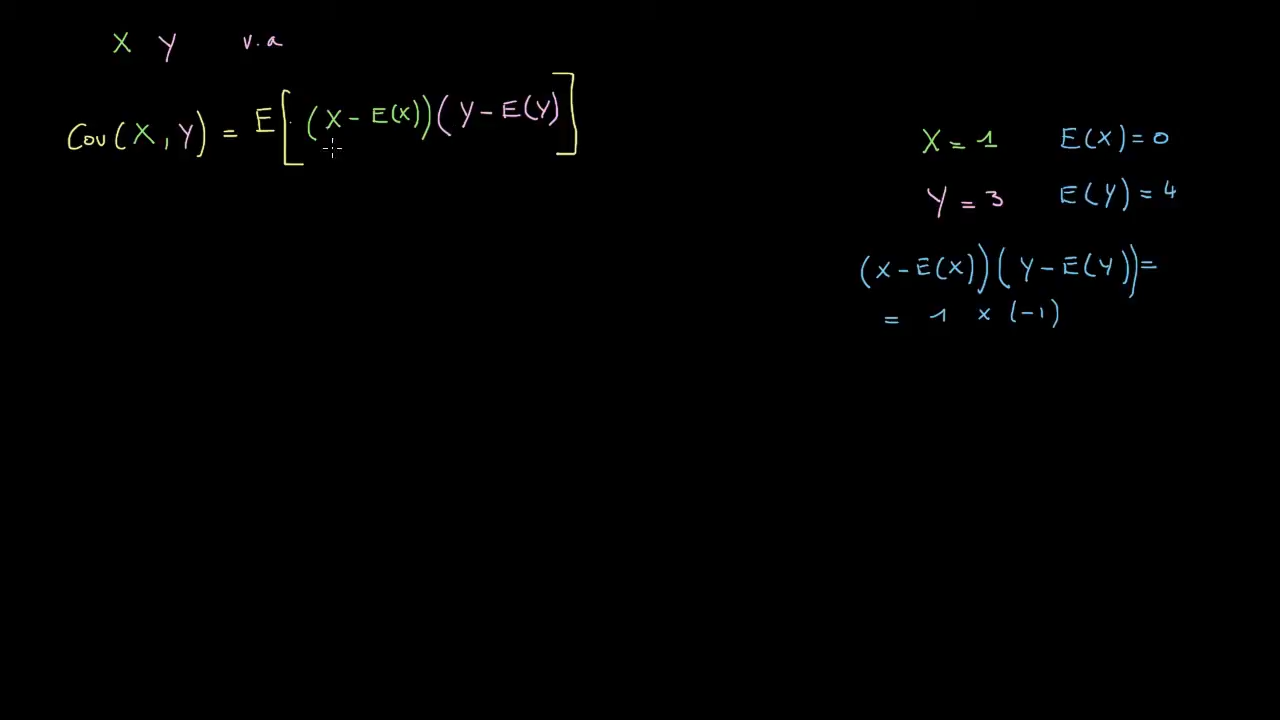 X Y v.a
Cov(X, Y) = E[(X - E(X))(Y - E(Y)]
X = 1 E(X) = 0
Y = 3 E(Y) = 4
(X - E(X))(Y - E(Y)) =
= 1 × (-1)